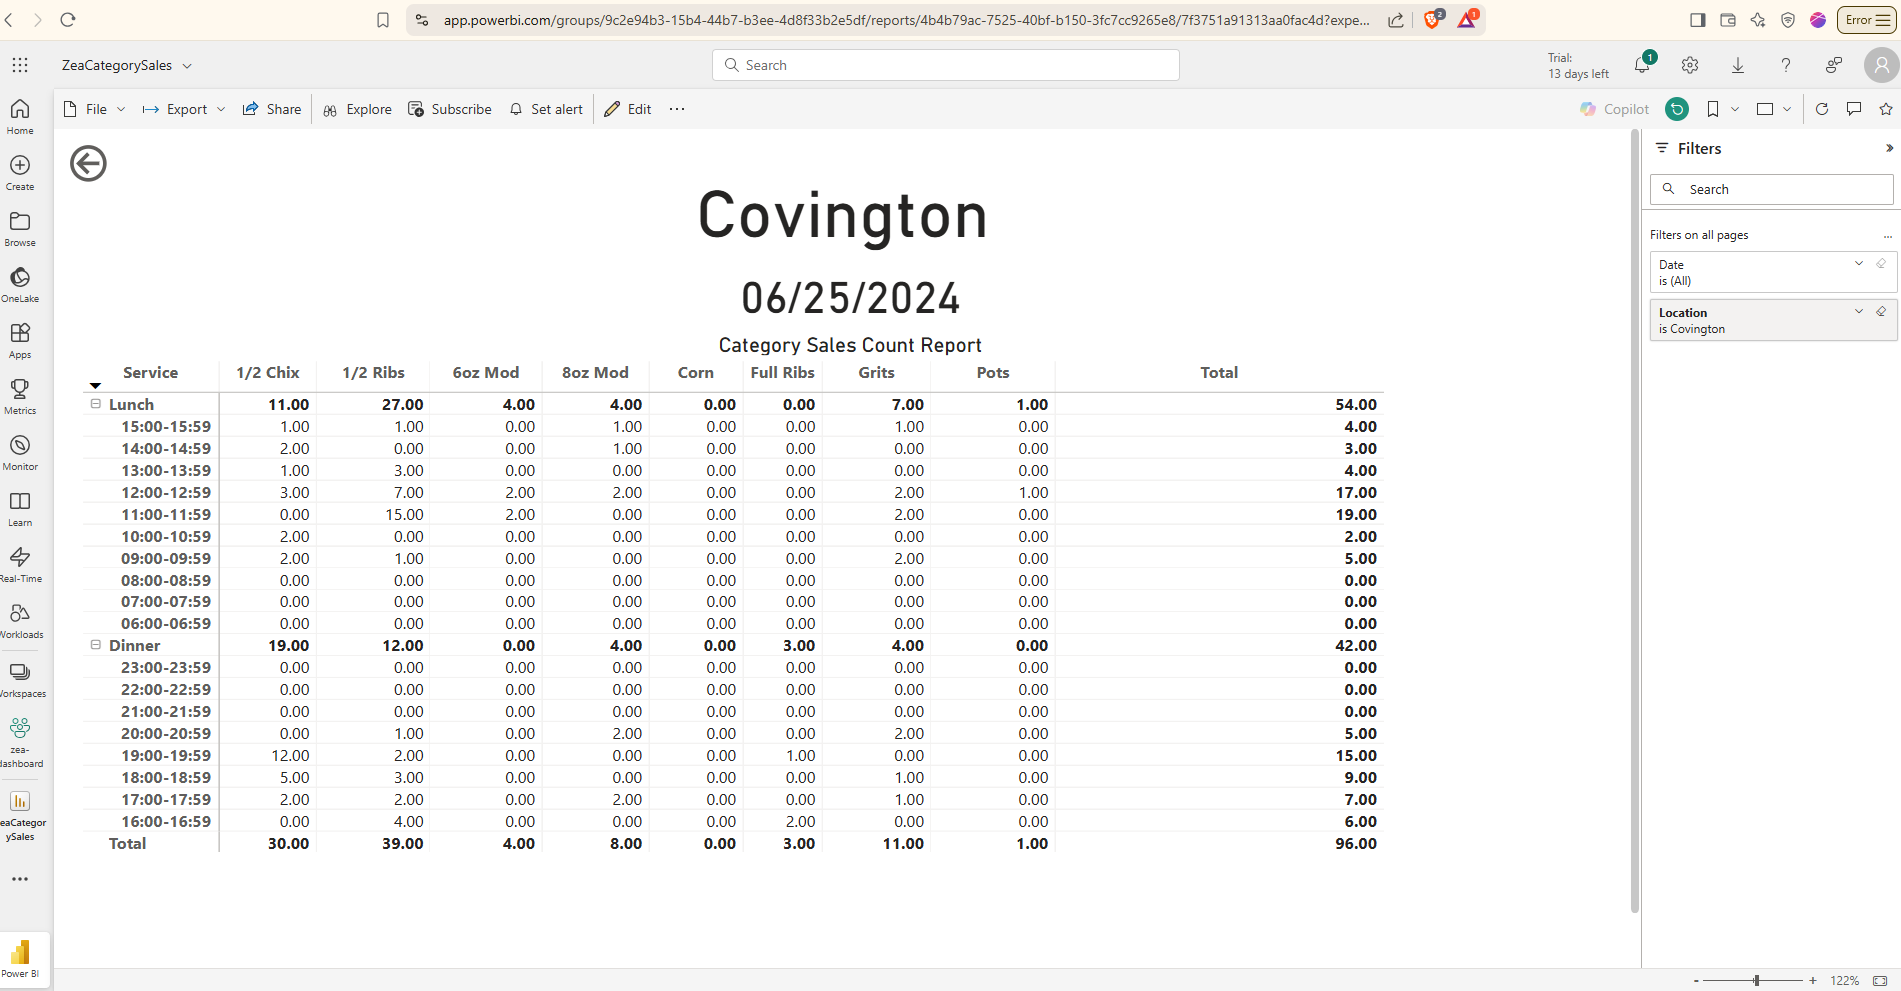 app.powerbi.com/groups/9c2e94b3-15b4-44b7-b3ee-4d8f33b2e5df/reports/4b4b79ac-7525-40bf-b150-3fc7cc9265e8/7f3751a91313aa0fac4d?expe...
2
1
Error
ZeaCategorySales
Search
Trial:
13 days left
1
Home
Create
Browse
OneLake
Apps
Metrics
Monitor
Learn
Real-Time
Workloads
Workspaces
zea-
dashboard
eaCategor
ySales
Power BI
File Export Share Explore Subscribe Set alert Edit
Copilot
Covington
06/25/2024
Category Sales Count Report
Service 1/2 Chix 1/2 Ribs 6oz Mod 8oz Mod Corn Full Ribs Grits Pots Total
Lunch 11.00 27.00 4.00 4.00 0.00 0.00 7.00 1.00 54.00
15:00-15:59 1.00 1.00 0.00 1.00 0.00 0.00 1.00 0.00 4.00
14:00-14:59 2.00 0.00 0.00 1.00 0.00 0.00 0.00 0.00 3.00
13:00-13:59 1.00 3.00 0.00 0.00 0.00 0.00 0.00 0.00 4.00
12:00-12:59 3.00 7.00 2.00 2.00 0.00 0.00 2.00 1.00 17.00
11:00-11:59 0.00 15.00 2.00 0.00 0.00 0.00 2.00 0.00 19.00
10:00-10:59 2.00 0.00 0.00 0.00 0.00 0.00 0.00 0.00 2.00
09:00-09:59 2.00 1.00 0.00 0.00 0.00 0.00 2.00 0.00 5.00
08:00-08:59 0.00 0.00 0.00 0.00 0.00 0.00 0.00 0.00 0.00
07:00-07:59 0.00 0.00 0.00 0.00 0.00 0.00 0.00 0.00 0.00
06:00-06:59 0.00 0.00 0.00 0.00 0.00 0.00 0.00 0.00 0.00
Dinner 19.00 12.00 0.00 4.00 0.00 3.00 4.00 0.00 42.00
23:00-23:59 0.00 0.00 0.00 0.00 0.00 0.00 0.00 0.00 0.00
22:00-22:59 0.00 0.00 0.00 0.00 0.00 0.00 0.00 0.00 0.00
21:00-21:59 0.00 0.00 0.00 0.00 0.00 0.00 0.00 0.00 0.00
20:00-20:59 0.00 1.00 0.00 2.00 0.00 0.00 2.00 0.00 5.00
19:00-19:59 12.00 2.00 0.00 0.00 0.00 1.00 0.00 0.00 15.00
18:00-18:59 5.00 3.00 0.00 0.00 0.00 0.00 1.00 0.00 9.00
17:00-17:59 2.00 2.00 0.00 2.00 0.00 0.00 1.00 0.00 7.00
16:00-16:59 0.00 4.00 0.00 0.00 0.00 2.00 0.00 0.00 6.00
Total 30.00 39.00 4.00 8.00 0.00 3.00 11.00 1.00 96.00
Filters
Search
Filters on all pages
Date
is (All)
Location
is Covington
122%